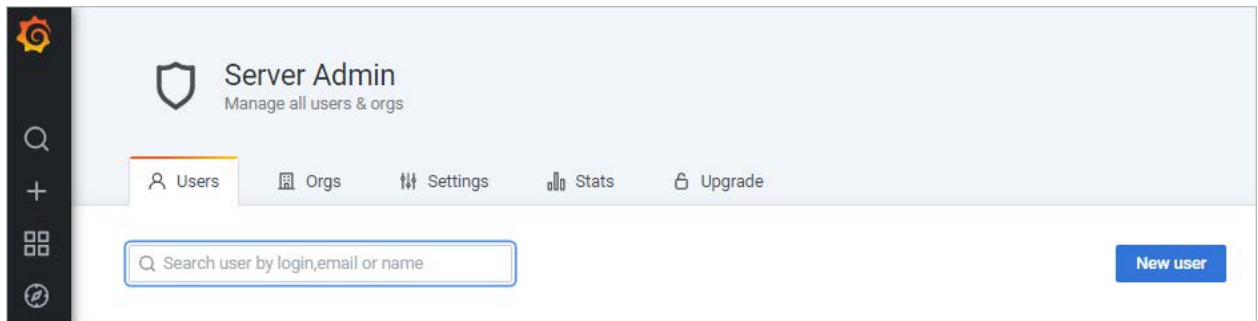 Server Admin
Manage all users & orgs
Users Orgs Settings Stats Upgrade
Search user by login,email or name
New user